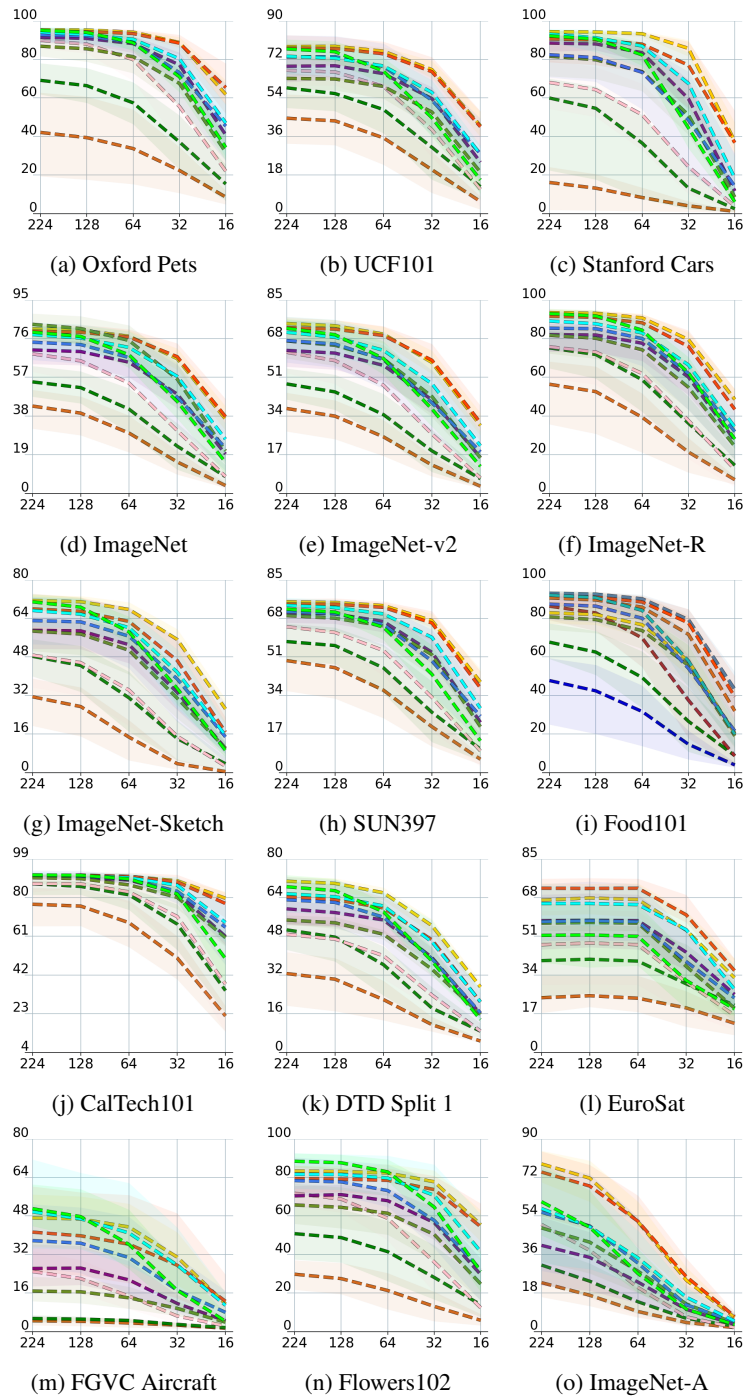 100 90 100
80 72 80
60 54 60
40 36 40
20 18 20
0 0 0
224 128 64 32 16 224 128 64 32 16 224 128 64 32 16
(a) Oxford Pets (b) UCF101 (c) Stanford Cars
95 85 100
76 68 80
57 51 60
38 34 40
19 17 20
0 0 0
224 128 64 32 16 224 128 64 32 16 224 128 64 32 16
(d) ImageNet (e) ImageNet-v2 (f) ImageNet-R
80 85 100
64 68 80
48 51 60
32 34 40
16 17 20
0 0 0
224 128 64 32 16 224 128 64 32 16 224 128 64 32 16
(g) ImageNet-Sketch (h) SUN397 (i) Food101
99 80 85
80 64 68
61 48 51
42 32 34
23 16 17
4 0 0
224 128 64 32 16 224 128 64 32 16 224 128 64 32 16
(j) CalTech101 (k) DTD Split 1 (l) EuroSat
80 100 90
64 80 72
48 60 54
32 40 36
16 20 18
0 0 0
224 128 64 32 16 224 128 64 32 16 224 128 64 32 16
(m) FGVC Aircraft (n) Flowers102 (o) ImageNet-A